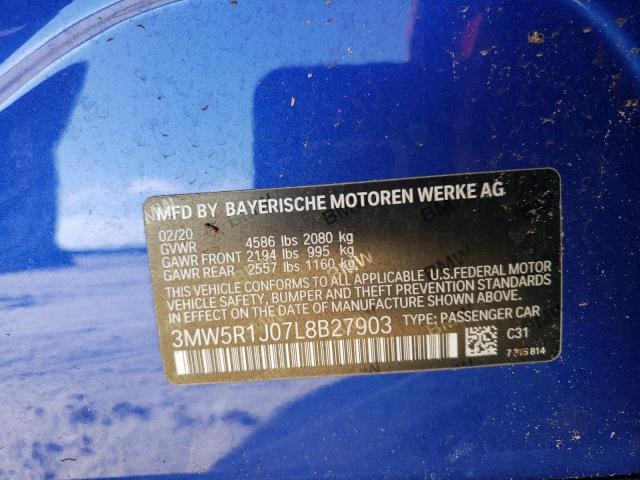 MFD BY BAYERISCHE MOTOREN WERKE AG
02/20
GVWR 4586 lbs 2080 kg
GAWR FRONT 2194 lbs 995 kg
GAWR REAR 2557 lbs 1160 kg
THIS VEHICLE CONFORMS TO ALL APPLICABLE U.S.FEDERAL MOTOR
VEHICLE SAFETY, BUMPER AND THEFT PREVENTION STANDARDS
IN EFFECT ON THE DATE OF MANUFACTURE SHOWN ABOVE.
3MW5R1J07L8B27903 TYPE: PASSENGER CAR
C31